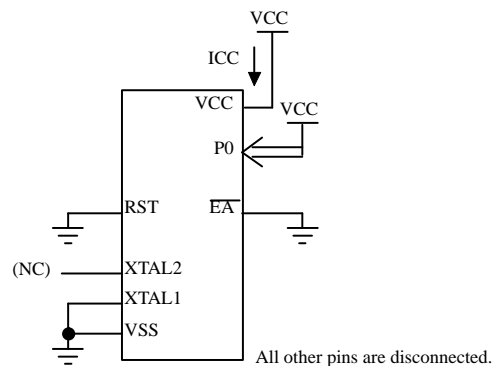 VCC
ICC
VCC
VCC
P0
RST
EA
(NC)
XTAL2
XTAL1
VSS
All other pins are disconnected.